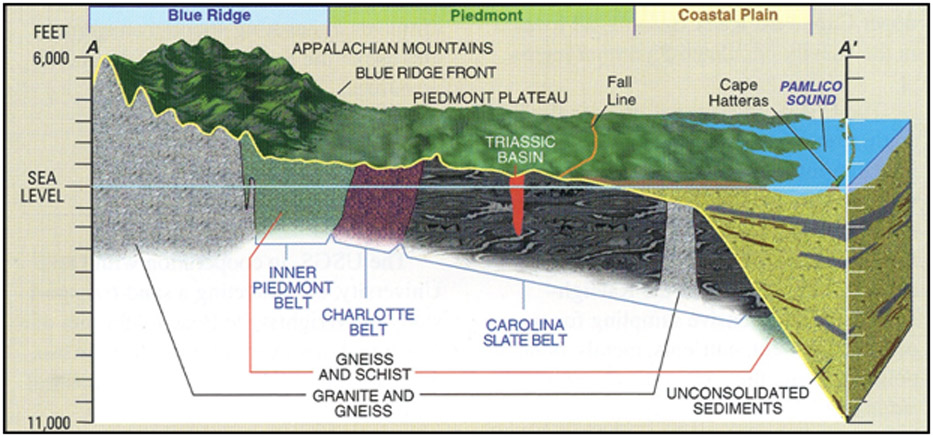 Blue Ridge
Piedmont
Coastal Plain
FEET
A
A'
6,000
APPALACHIAN MOUNTAINS
BLUE RIDGE FRONT
PIEDMONT PLATEAU
Fall
Line
Cape
Hatteras
PAMLICO
SOUND
TRIASSIC
BASIN
SEA
LEVEL
INNER
PIEDMONT
BELT
CHARLOTTE
BELT
CAROLINA
SLATE BELT
GNEISS
AND SCHIST
GRANITE AND
GNEISS
UNCONSOLIDATED
SEDIMENTS
11,000